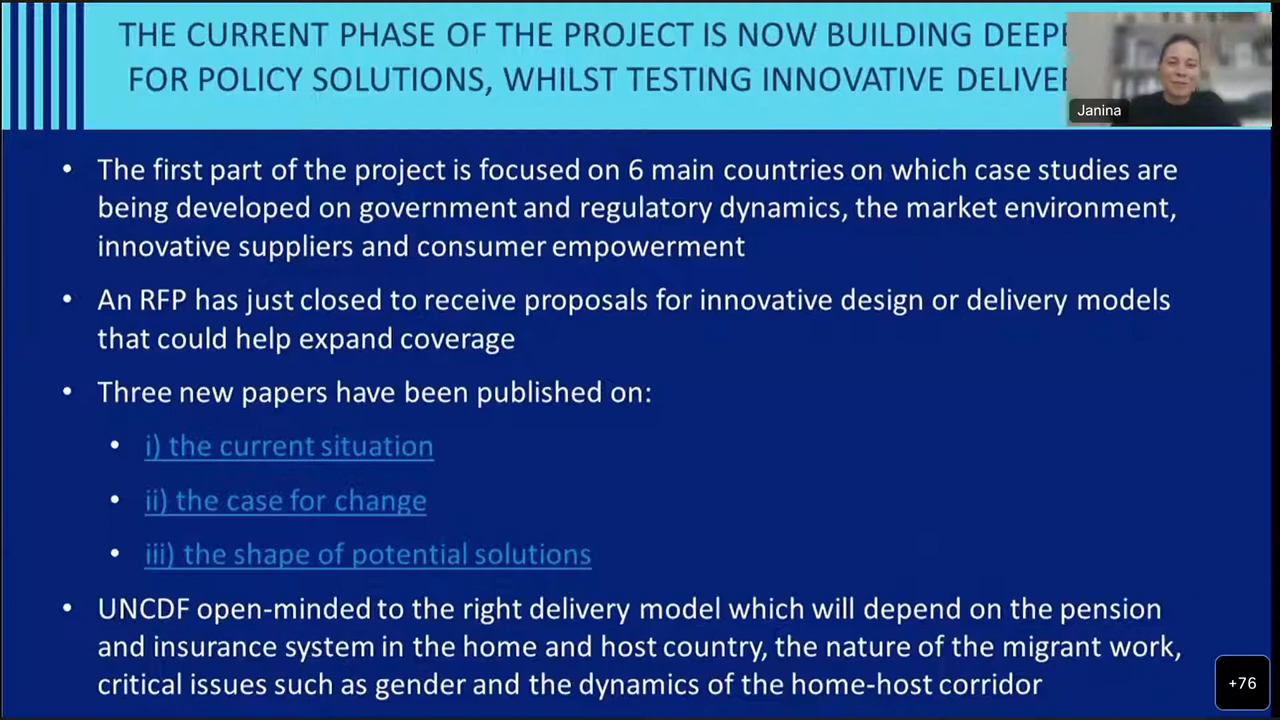 THE CURRENT PHASE OF THE PROJECT IS NOW BUILDING
FOR POLICY SOLUTIONS, WHILST TESTING INNOVATIVE
Janina
• The first part of the project is focused on 6 main countries on which case studies are
being developed on government and regulatory dynamics, the market environment,
innovative suppliers and consumer empowerment
• An RFP has just closed to receive proposals for innovative design or delivery models
that could help expand coverage
• Three new papers have been published on:
• i) the current situation
• ii) the case for change
• iii) the shape of potential solutions
• UNCDF open-minded to the right delivery model which will depend on the pension
and insurance system in the home and host country, the nature of the migrant work,
critical issues such as gender and the dynamics of the home-host corridor
+76